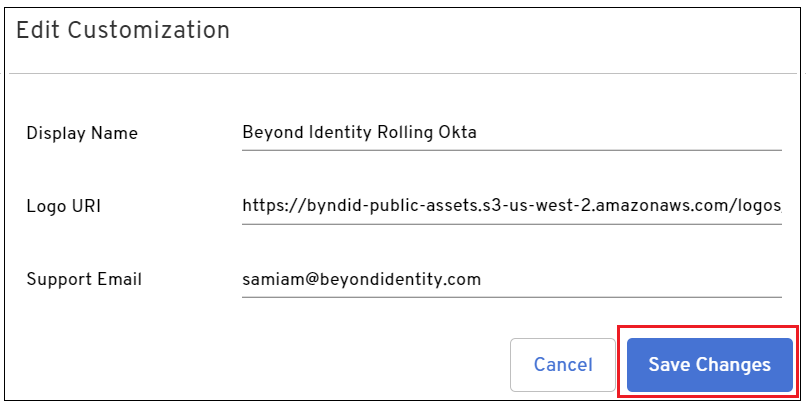 Edit Customization
Display Name Beyond Identity Rolling Okta
Logo URI https://byndid-public-assets.s3-us-west-2.amazonaws.com/logos
Support Email samiam@beyondidentity.com
Cancel Save Changes